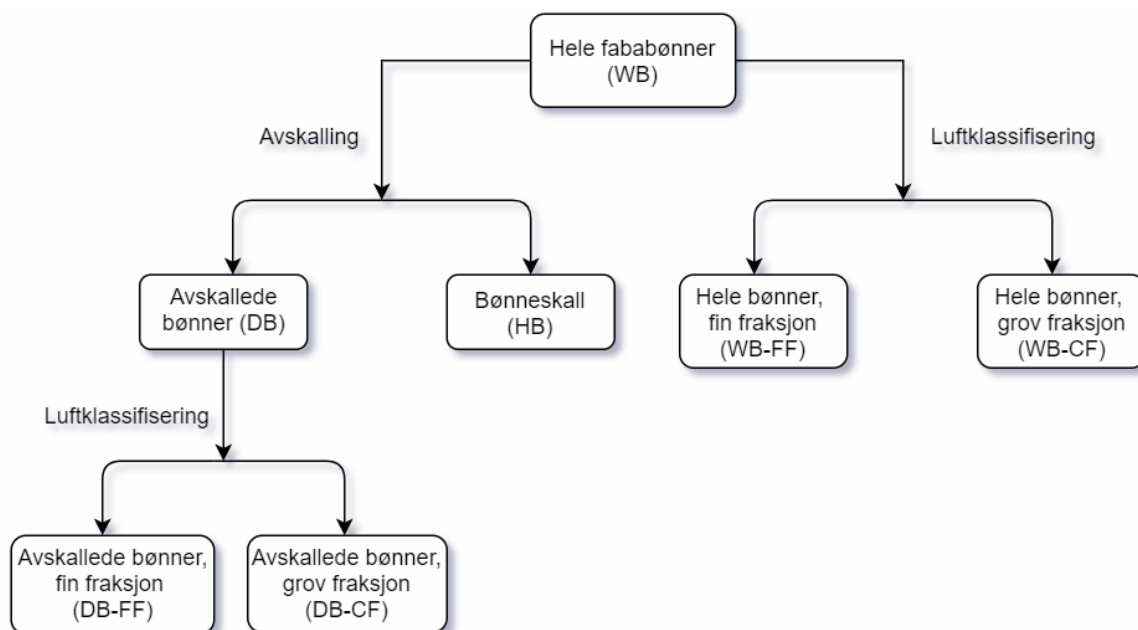 Hele fababønner
(WB)
Avskalling
Luftklassifisering
Avskallede
bønner (DB)
Bønneskall
(HB)
Hele bønner,
fin fraksjon
(WB-FF)
Hele bønner,
grov fraksjon
(WB-CF)
Luftklassifisering
Avskallede bønner,
fin fraksjon
(DB-FF)
Avskallede bønner,
grov fraksjon
(DB-CF)